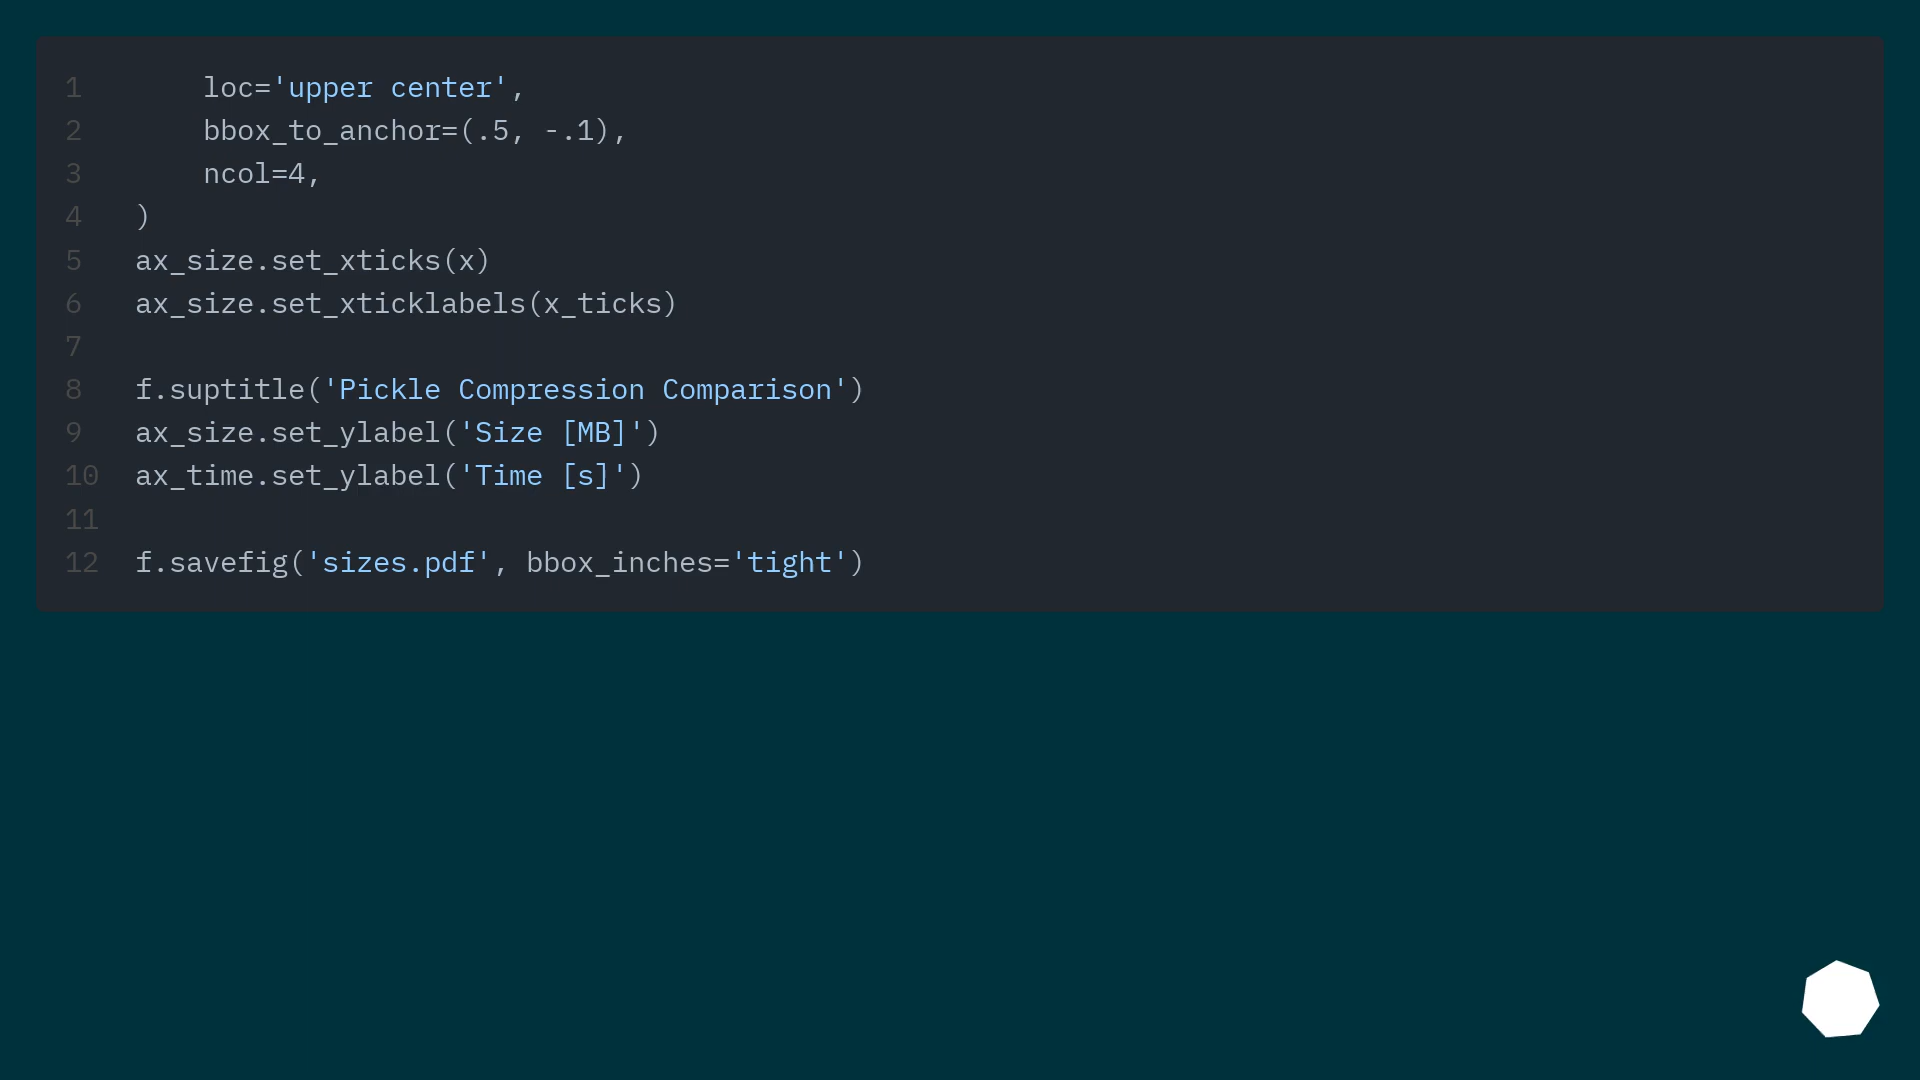 1     loc='upper center',
2     bbox_to_anchor=(.5, -.1),
3     ncol=4,
4 )
5 ax_size.set_xticks(x)
6 ax_size.set_xticklabels(x_ticks)
7
8 f.suptitle('Pickle Compression Comparison')
9 ax_size.set_ylabel('Size [MB]')
10 ax_time.set_ylabel('Time [s]')
11
12 f.savefig('sizes.pdf', bbox_inches='tight')